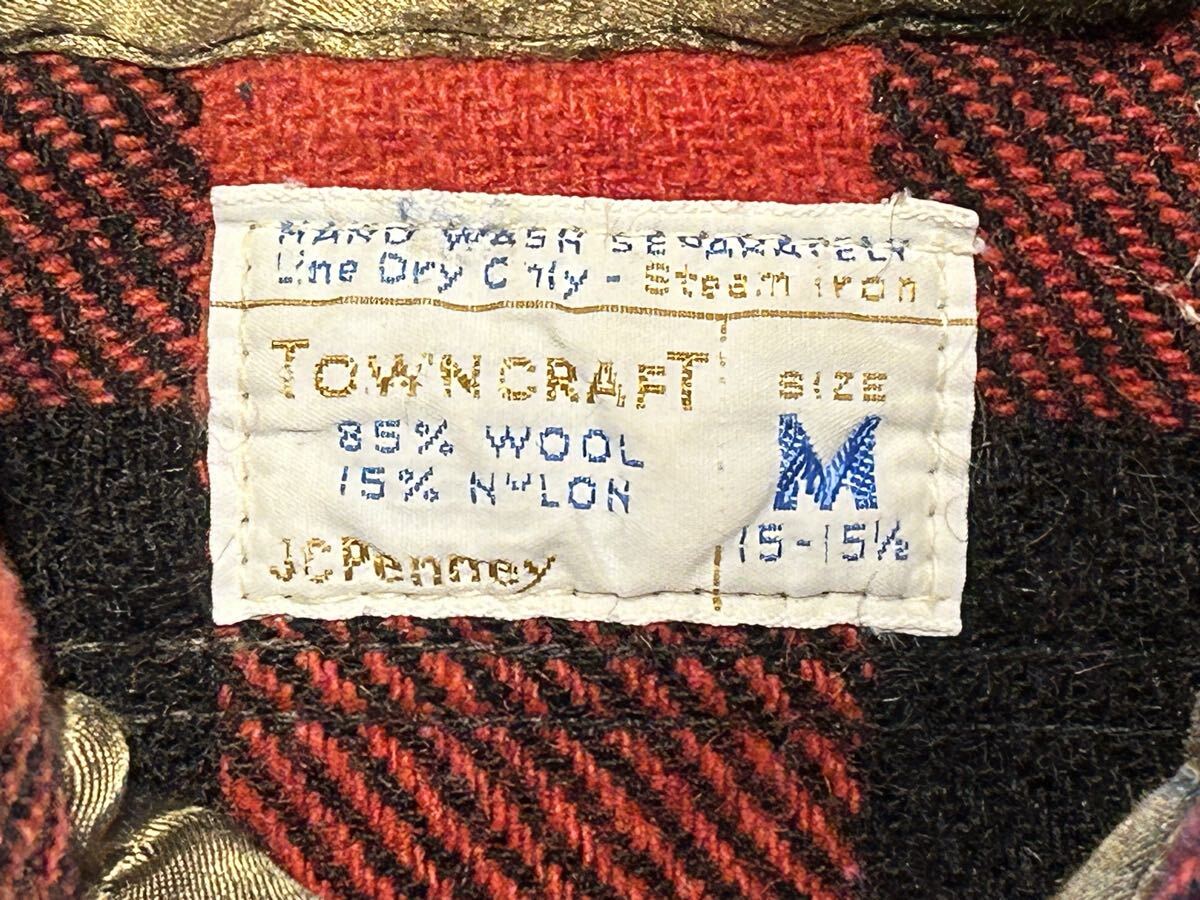 HAND WASH SEPARATELY
Line Dry Only - Steam Iron
TOWNCRAFT
85% WOOL
15% NYLON
JCPenney
SIZE
M
15-15½